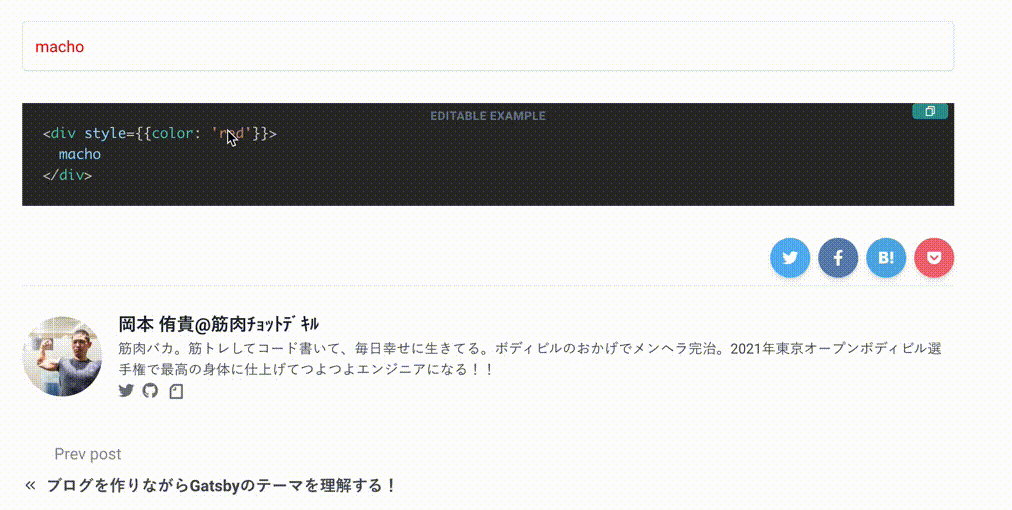 macho
EDITABLE EXAMPLE
<div style={{color: 'red'}}>
macho
</div>
B!
岡本 侑貴@筋肉ﾁｮｯﾄﾃﾞｷﾙ
筋肉バカ。筋トレしてコード書いて、毎日幸せに生きてる。ボディビルのおかげでメンヘラ完治。2021年東京オープンボディビル選
手権で最高の身体に仕上げてつよつよエンジニアになる！！
Prev post
« ブログを作りながらGatsbyのテーマを理解する！